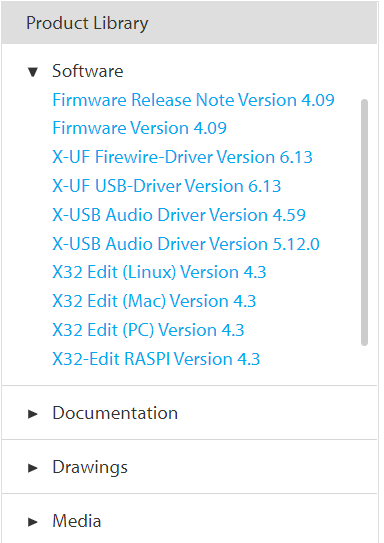 Product Library
Software
Firmware Release Note Version 4.09
Firmware Version 4.09
X-UF Firewire-Driver Version 6.13
X-UF USB-Driver Version 6.13
X-USB Audio Driver Version 4.59
X-USB Audio Driver Version 5.12.0
X32 Edit (Linux) Version 4.3
X32 Edit (Mac) Version 4.3
X32 Edit (PC) Version 4.3
X32-Edit RASPI Version 4.3
Documentation
Drawings
Media